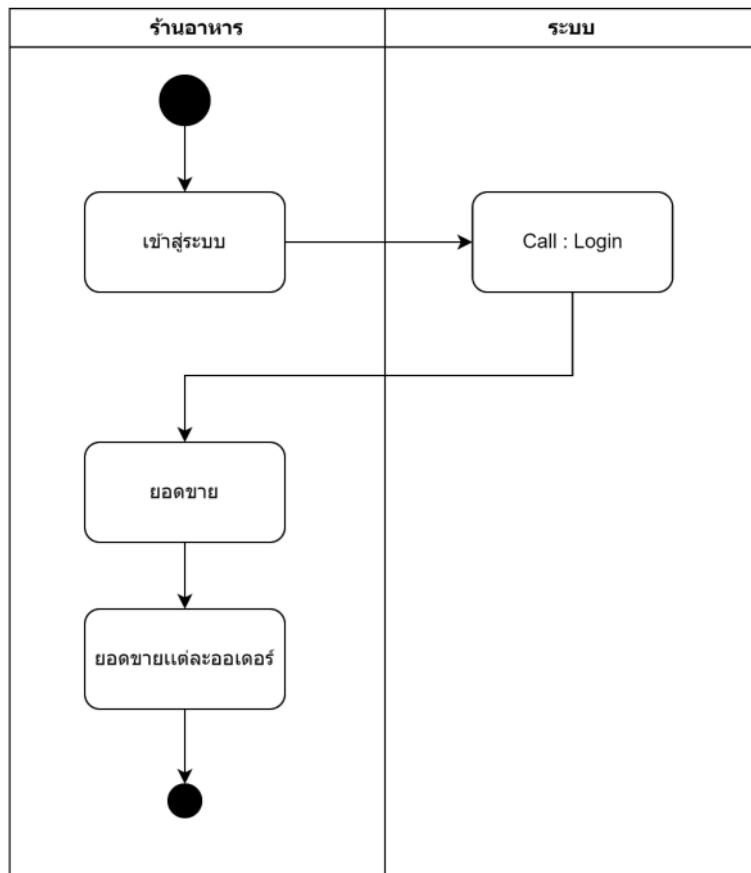 ร้านอาหาร
ระบบ
เข้าสู่ระบบ
Call : Login
ยอดขาย
ยอดขายแต่ละออเดอร์